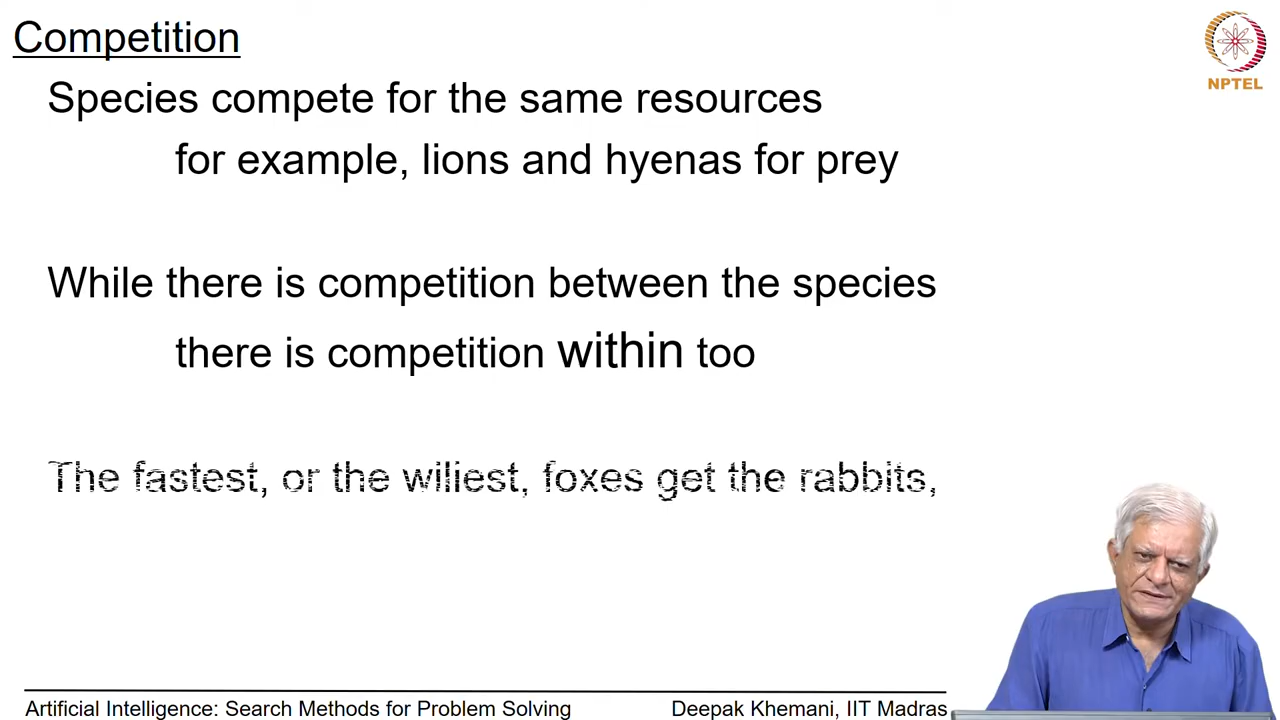 Competition
NPTEL
Species compete for the same resources
for example, lions and hyenas for prey
While there is competition between the species
there is competition within too
The fastest, or the wiliest, foxes get the rabbits,
Artificial Intelligence: Search Methods for Problem Solving
Deepak Khemani, IIT Madras